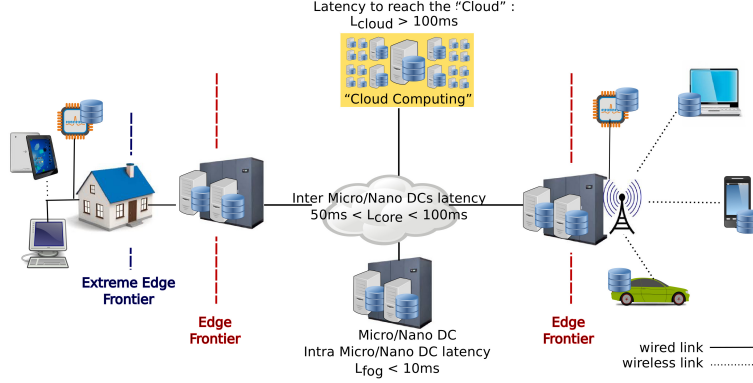 Latency to reach the “Cloud” :
Lcloud > 100ms
“Cloud Computing”
Inter Micro/Nano DCs latency
50ms < Lcore < 100ms
Extreme Edge
Frontier
Edge
Frontier
Micro/Nano DC
Intra Micro/Nano DC latency
Lfog < 10ms
Edge
Frontier
wired link
wireless link